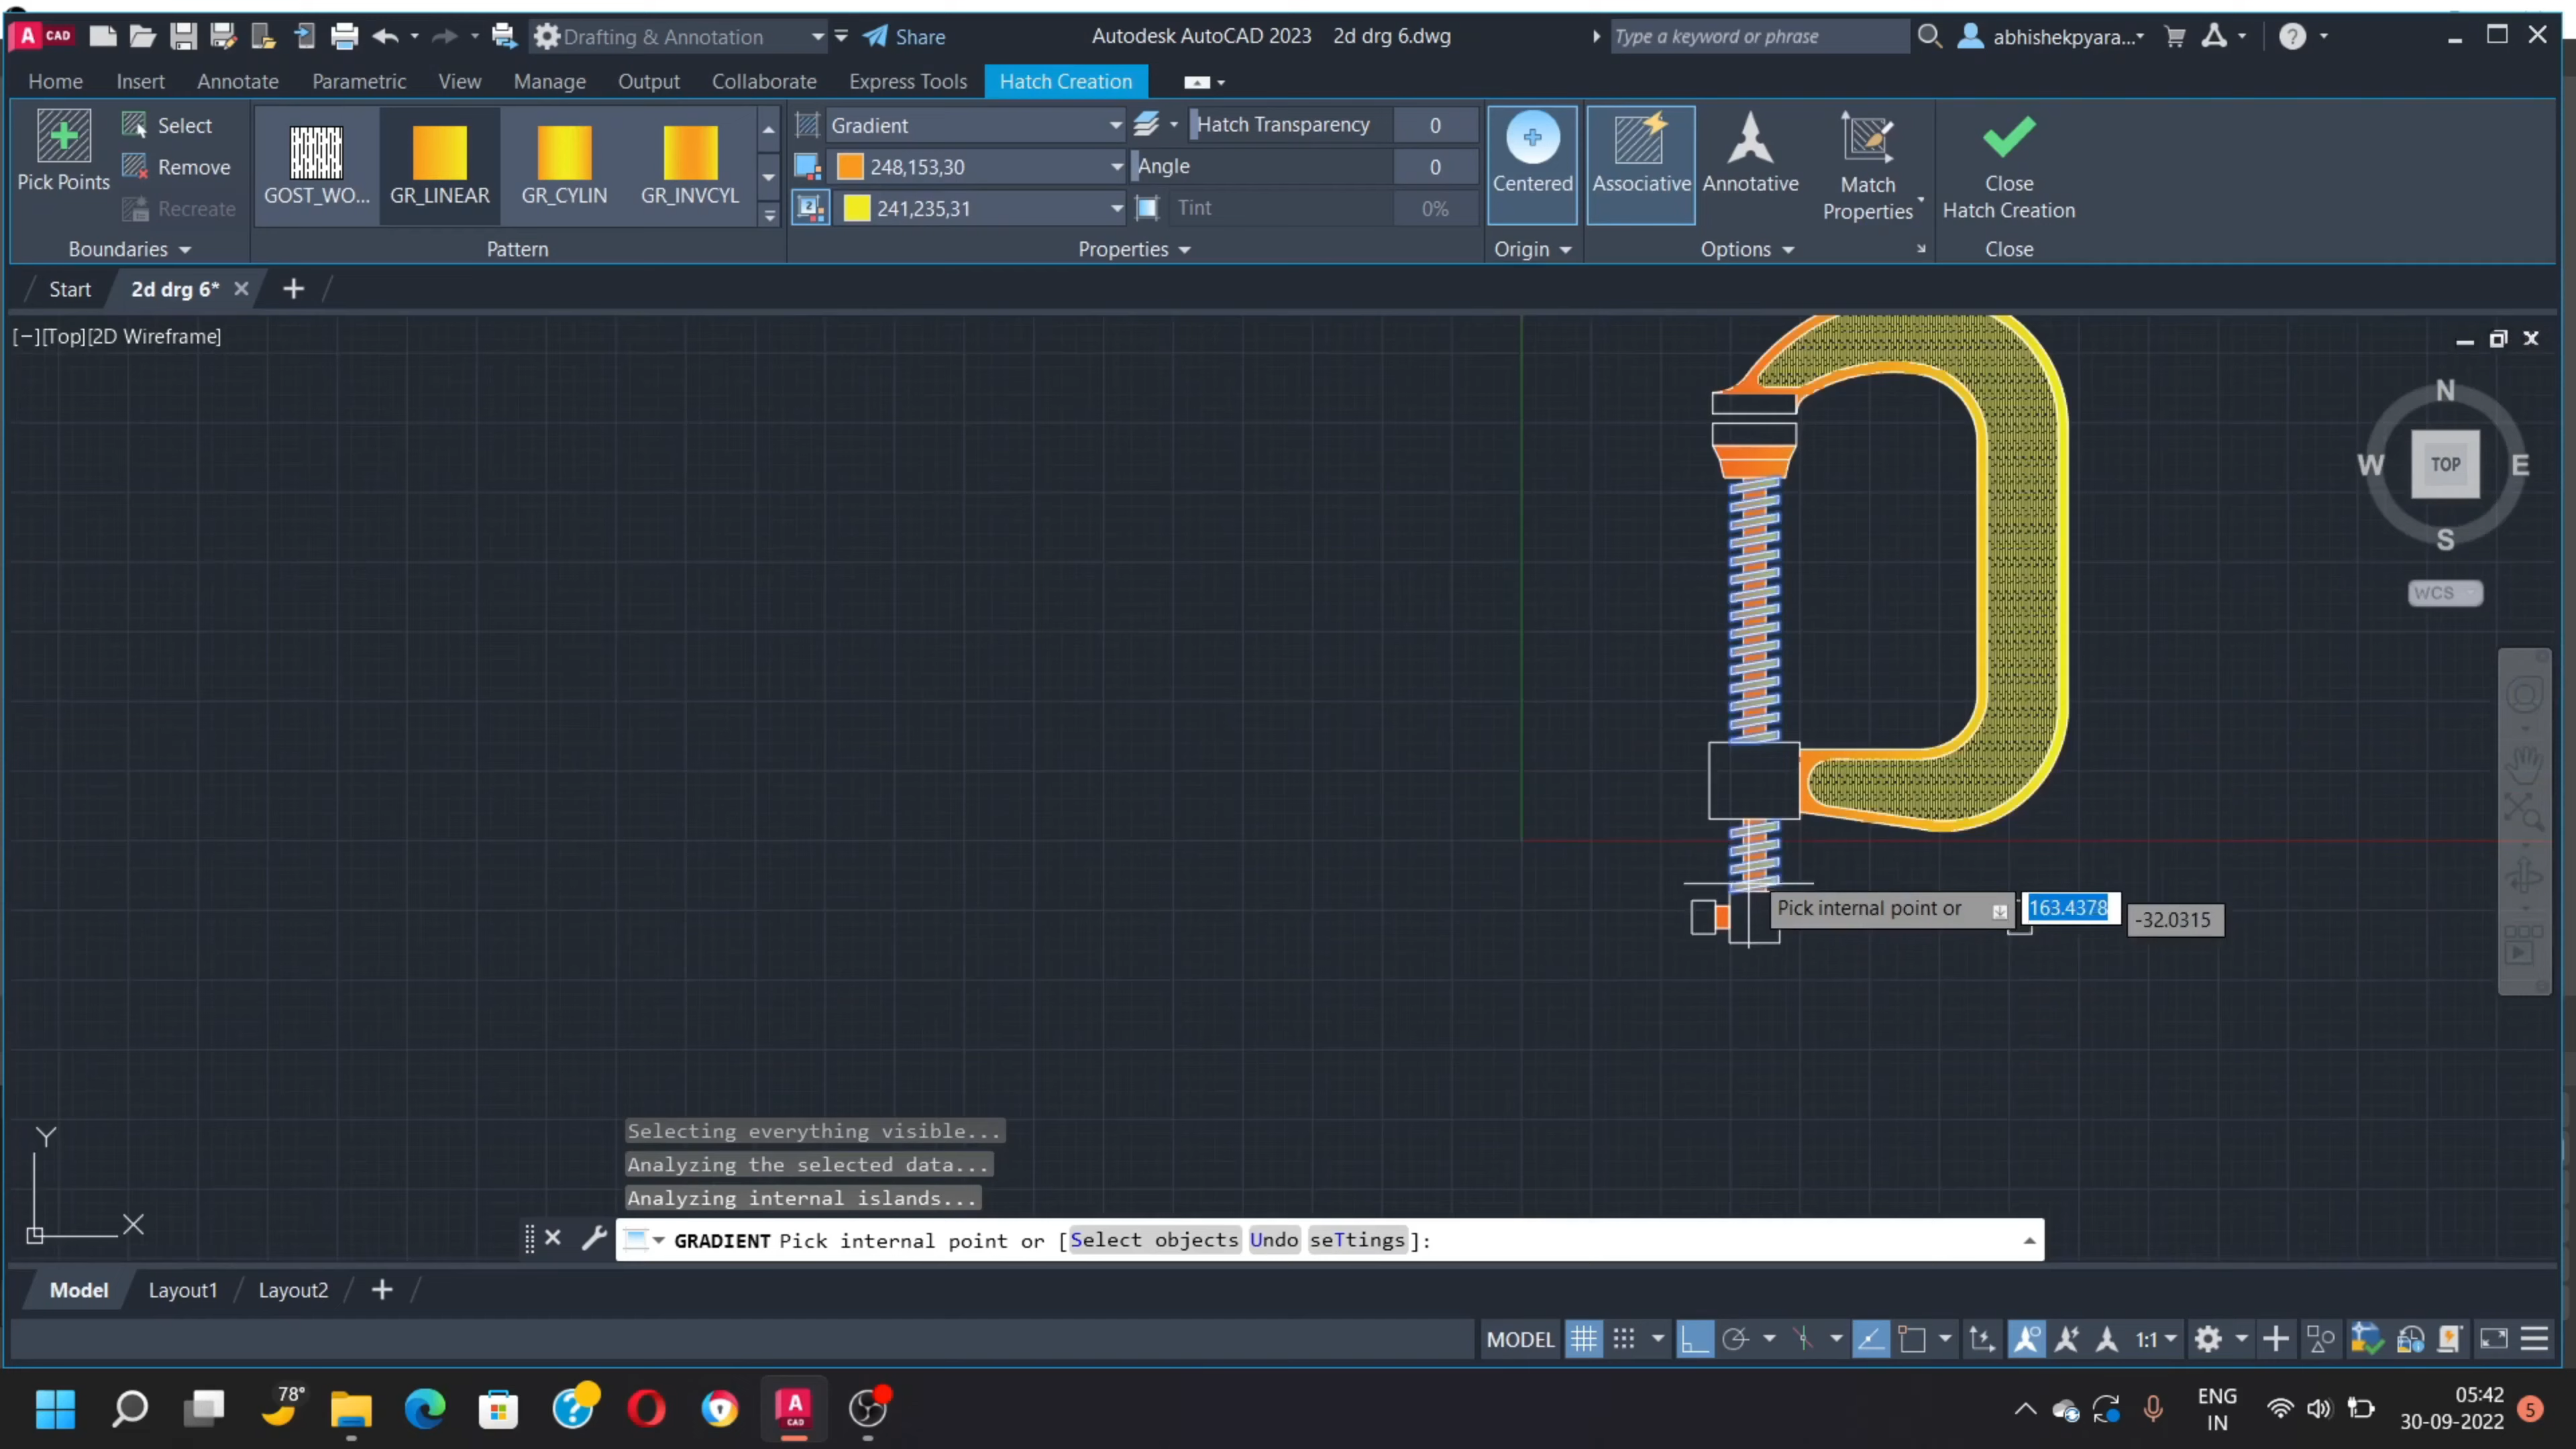 A CAD
Drafting & Annotation
Share
Autodesk AutoCAD 2023 2d drg 6.dwg
Type a keyword or phrase
abhishekpyara...
Home Insert Annotate Parametric View Manage Output Collaborate Express Tools Hatch Creation
Pick Points
Select
Remove
Recreate
Boundaries
GOST_WO...
GR_LINEAR
GR_CYLIN
GR_INVCYL
Pattern
Gradient
248,153,30
241,235,31
Hatch Transparency 0
Angle 0
Tint 0%
Properties
Centered
Origin
Associative
Annotative
Match
Properties
Options
Close
Hatch Creation
Close
Start 2d drg 6*
[−][Top][2D Wireframe]
N
W TOP E
S
WCS
Pick internal point or 163.4378 -32.0315
Y
X
Selecting everything visible...
Analyzing the selected data...
Analyzing internal islands...
GRADIENT Pick internal point or [Select objects Undo seTtings]:
Model Layout1 Layout2
MODEL 1:1
78°
A
CAD
ENG
IN
05:42
30-09-2022
5